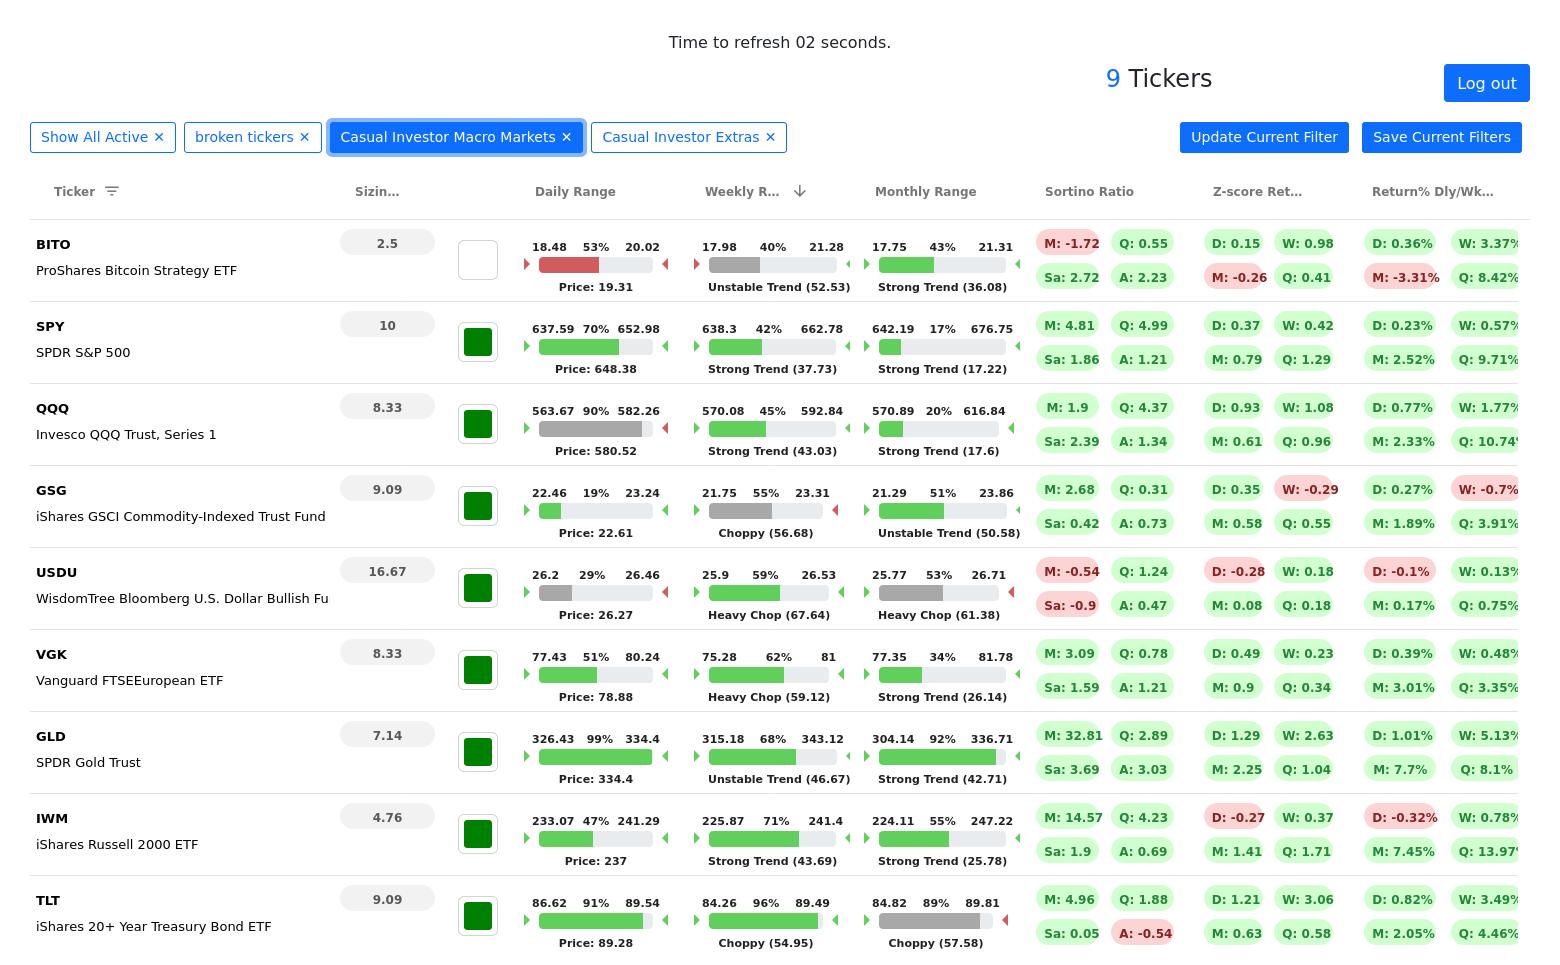 Time to refresh 02 seconds.
9 Tickers
Log out
Show All Active ✕ broken tickers ✕ Casual Investor Macro Markets ✕ Casual Investor Extras ✕ Update Current Filter Save Current Filters
Ticker Sizin... Daily Range Weekly R... Monthly Range Sortino Ratio Z-score Ret... Return% Dly/Wk...
BITO 2.5 18.48 53% 20.02 17.98 40% 21.28 17.75 43% 21.31 M: -1.72 Q: 0.55 D: 0.15 W: 0.98 D: 0.36% W: 3.37%
ProShares Bitcoin Strategy ETF Sa: 2.72 A: 2.23 M: -0.26 Q: 0.41 M: -3.31% Q: 8.42%
Price: 19.31 Unstable Trend (52.53) Strong Trend (36.08)
SPY 10 637.59 70% 652.98 638.3 42% 662.78 642.19 17% 676.75 M: 4.81 Q: 4.99 D: 0.37 W: 0.42 D: 0.23% W: 0.57%
SPDR S&P 500 Sa: 1.86 A: 1.21 M: 0.79 Q: 1.29 M: 2.52% Q: 9.71%
Price: 648.38 Strong Trend (37.73) Strong Trend (17.22)
QQQ 8.33 563.67 90% 582.26 570.08 45% 592.84 570.89 20% 616.84 M: 1.9 Q: 4.37 D: 0.93 W: 1.08 D: 0.77% W: 1.77%
Invesco QQQ Trust, Series 1 Sa: 2.39 A: 1.34 M: 0.61 Q: 0.96 M: 2.33% Q: 10.74%
Price: 580.52 Strong Trend (43.03) Strong Trend (17.6)
GSG 9.09 22.46 19% 23.24 21.75 55% 23.31 21.29 51% 23.86 M: 2.68 Q: 0.31 D: 0.35 W: -0.29 D: 0.27% W: -0.7%
iShares GSCI Commodity-Indexed Trust Fund Sa: 0.42 A: 0.73 M: 0.58 Q: 0.55 M: 1.89% Q: 3.91%
Price: 22.61 Choppy (56.68) Unstable Trend (50.58)
USDU 16.67 26.2 29% 26.46 25.9 59% 26.53 25.77 53% 26.71 M: -0.54 Q: 1.24 D: -0.28 W: 0.18 D: -0.1% W: 0.13%
WisdomTree Bloomberg U.S. Dollar Bullish Fu Sa: -0.9 A: 0.47 M: 0.08 Q: 0.18 M: 0.17% Q: 0.75%
Price: 26.27 Heavy Chop (67.64) Heavy Chop (61.38)
VGK 8.33 77.43 51% 80.24 75.28 62% 81 77.35 34% 81.78 M: 3.09 Q: 0.78 D: 0.49 W: 0.23 D: 0.39% W: 0.48%
Vanguard FTSEEuropean ETF Sa: 1.59 A: 1.21 M: 0.9 Q: 0.34 M: 3.01% Q: 3.35%
Price: 78.88 Heavy Chop (59.12) Strong Trend (26.14)
GLD 7.14 326.43 99% 334.4 315.18 68% 343.12 304.14 92% 336.71 M: 32.81 Q: 2.89 D: 1.29 W: 2.63 D: 1.01% W: 5.13%
SPDR Gold Trust Sa: 3.69 A: 3.03 M: 2.25 Q: 1.04 M: 7.7% Q: 8.1%
Price: 334.4 Unstable Trend (46.67) Strong Trend (42.71)
IWM 4.76 233.07 47% 241.29 225.87 71% 241.4 224.11 55% 247.22 M: 14.57 Q: 4.23 D: -0.27 W: 0.37 D: -0.32% W: 0.78%
iShares Russell 2000 ETF Sa: 1.9 A: 0.69 M: 1.41 Q: 1.71 M: 7.45% Q: 13.97%
Price: 237 Strong Trend (43.69) Strong Trend (25.78)
TLT 9.09 86.62 91% 89.54 84.26 96% 89.49 84.82 89% 89.81 M: 4.96 Q: 1.88 D: 1.21 W: 3.06 D: 0.82% W: 3.49%
iShares 20+ Year Treasury Bond ETF Sa: 0.05 A: -0.54 M: 0.63 Q: 0.58 M: 2.05% Q: 4.46%
Price: 89.28 Choppy (54.95) Choppy (57.58)